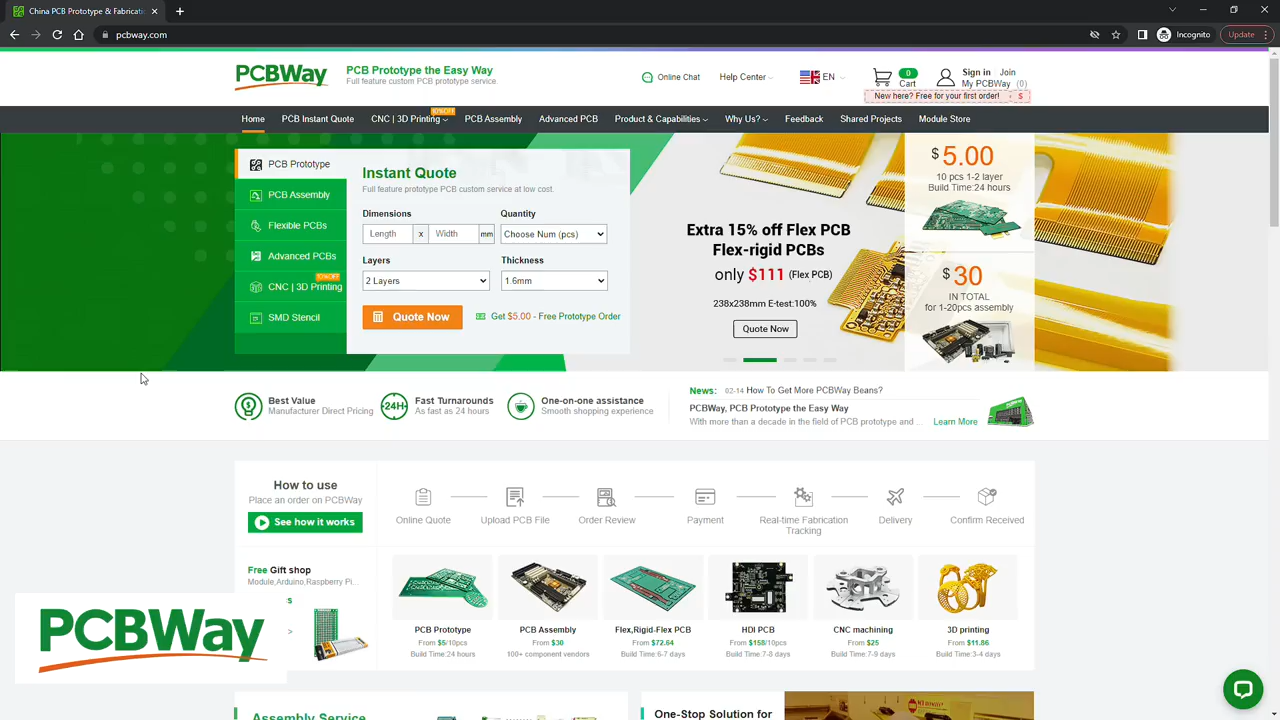 China PCB Prototype & Fab
pcbway.com
Incognito
Update
PCBWay
PCB Prototype the Easy Way
Full feature custom PCB prototype service.
Online Chat
Help Center
EN
0
Cart
Sign in
Join
My PCBWay
(0)
New here? Free for your first order!
$
Home
PCB Instant Quote
CNC | 3D Printing
10%OFF
PCB Assembly
Advanced PCB
Product & Capabilities
Why Us?
Feedback
Shared Projects
Module Store
PCB Prototype
PCB Assembly
Flexible PCBs
Advanced PCBs
10%OFF
CNC | 3D Printing
SMD Stencil
Instant Quote
Full feature prototype PCB custom service at low cost.
Dimensions
Quantity
Length
x
Width
mm
Choose Num (pcs)
Layers
Thickness
2 Layers
1.6mm
Quote Now
Get $5.00 - Free Prototype Order
Extra 15% off Flex PCB
Flex-rigid PCBs
only $111 (Flex PCB)
238x238mm E-test:100%
Quote Now
$5.00
10 pcs 1-2 layer
Build Time:24 hours
$30
IN TOTAL
for 1-20pcs assembly
Best Value
Manufacturer Direct Pricing
24H
Fast Turnarounds
As fast as 24 hours
One-on-one assistance
Smooth shopping experience
News:
02-14 How To Get More PCBWay Beans?
PCBWay, PCB Prototype the Easy Way
With more than a decade in the field of PCB prototype and ...
Learn More
How to use
Place an order on PCBWay
See how it works
Online Quote
Upload PCB File
Order Review
Payment
Real-time Fabrication
Tracking
Delivery
Confirm Received
Free Gift shop
Module,Arduino,Raspberry Pi...
s
>
PCBWay
PCB Prototype
From $5/10pcs
Build Time:24 hours
PCB Assembly
From $30
100+ component vendors
Flex,Rigid-Flex PCB
From $72.64
Build Time:6-7 days
HDI PCB
From $158/10pcs
Build Time:7-8 days
CNC machining
From $25
Build Time:7-9 days
3D printing
From $11.86
Build Time:3-4 days
Assembly Service
One-Stop Solution for